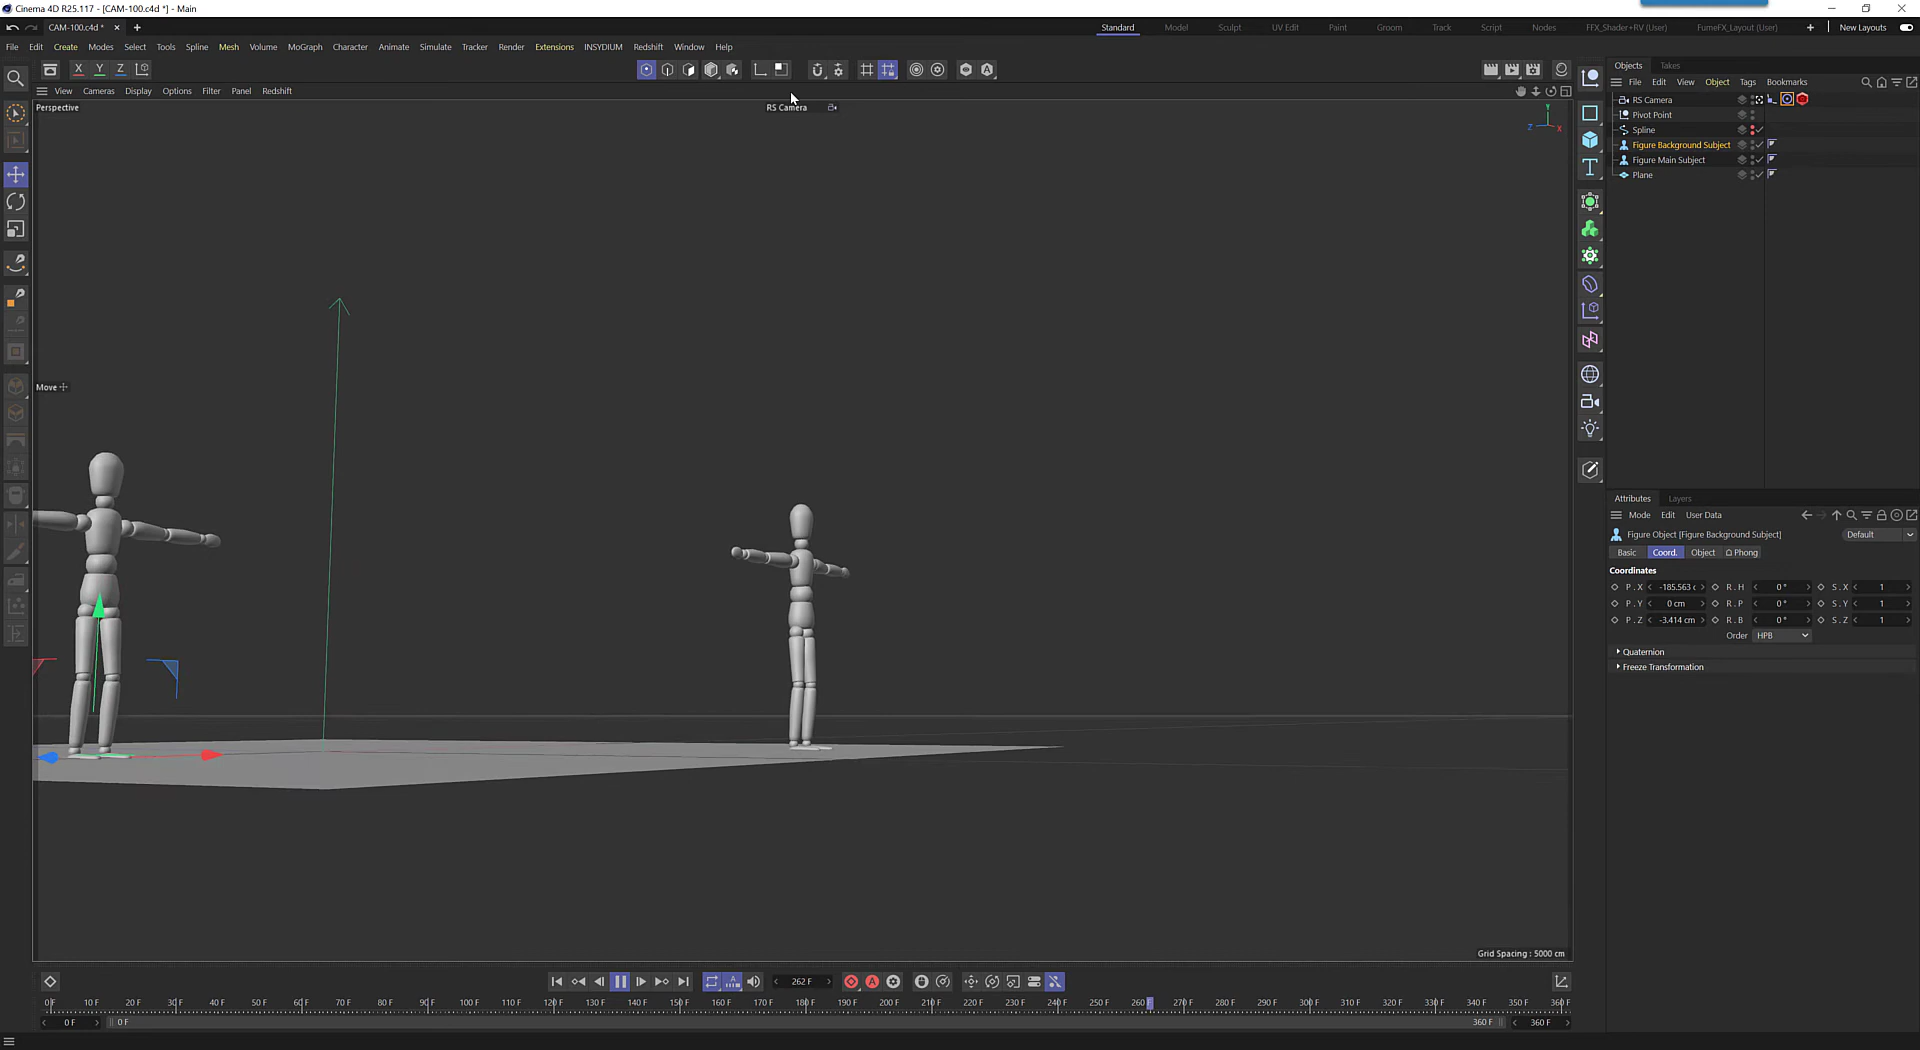 Cinema 4D R25.117 - [CAM-100.c4d *] - Main
CAM-100.c4d *
Standard Model Sculpt UV Edit Paint Groom Track Script Nodes FFX_Shader+RV (User) FumeFX_Layout (User) New Layouts
File Edit Create Modes Select Tools Spline Mesh Volume MoGraph Character Animate Simulate Tracker Render Extensions INSYDIUM Redshift Window Help
X Y Z
View Cameras Display Options Filter Panel Redshift
Perspective
RS Camera
Y
Z
X
Move
Grid Spacing : 5000 cm
Objects Takes
File Edit View Object Tags Bookmarks
RS Camera
Pivot Point
Spline
Figure Background Subject
Figure Main Subject
Plane
Attributes Layers
Mode Edit User Data
Figure Object [Figure Background Subject]
Default
Basic Coord. Object Phong
Coordinates
P . X -185.563 c R . H 0 ° S . X 1
P . Y 0 cm R . P 0 ° S . Y 1
P . Z -3.414 cm R . B 0 ° S . Z 1
Order HPB
Quaternion
Freeze Transformation
262 F
0F 10 F 20 F 30 F 40 F 50 F 60 F 70 F 80 F 90 F 100 F 110 F 120 F 130 F 140 F 150 F 160 F 170 F 180 F 190 F 200 F 210 F 220 F 230 F 240 F 250 F 260 F 270 F 280 F 290 F 300 F 310 F 320 F 330 F 340 F 350 F 360 F
0 F 0 F 360 F 360 F